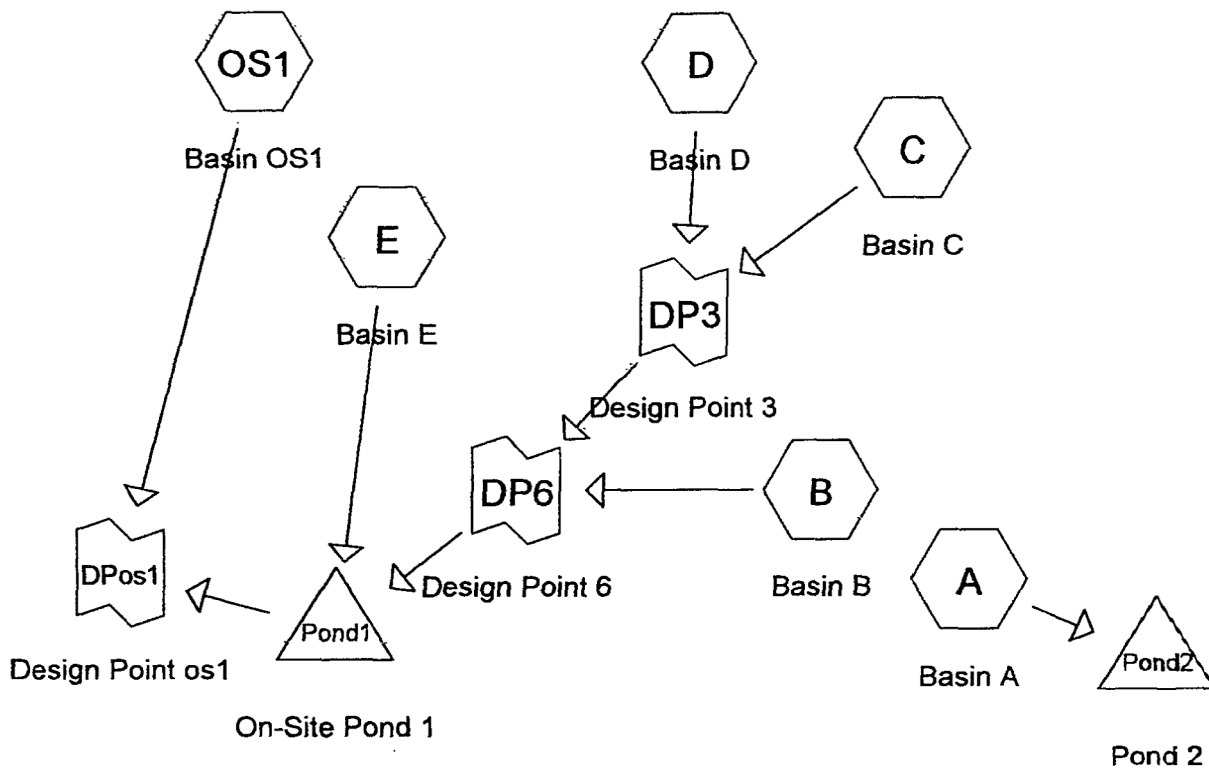 OS1
Basin OS1
D
Basin D
C
Basin C
E
Basin E
DP3
Design Point 3
DP6
Design Point 6
B
Basin B
A
Basin A
DPos1
Design Point os1
Pond1
On-Site Pond 1
Pond2
Pond 2